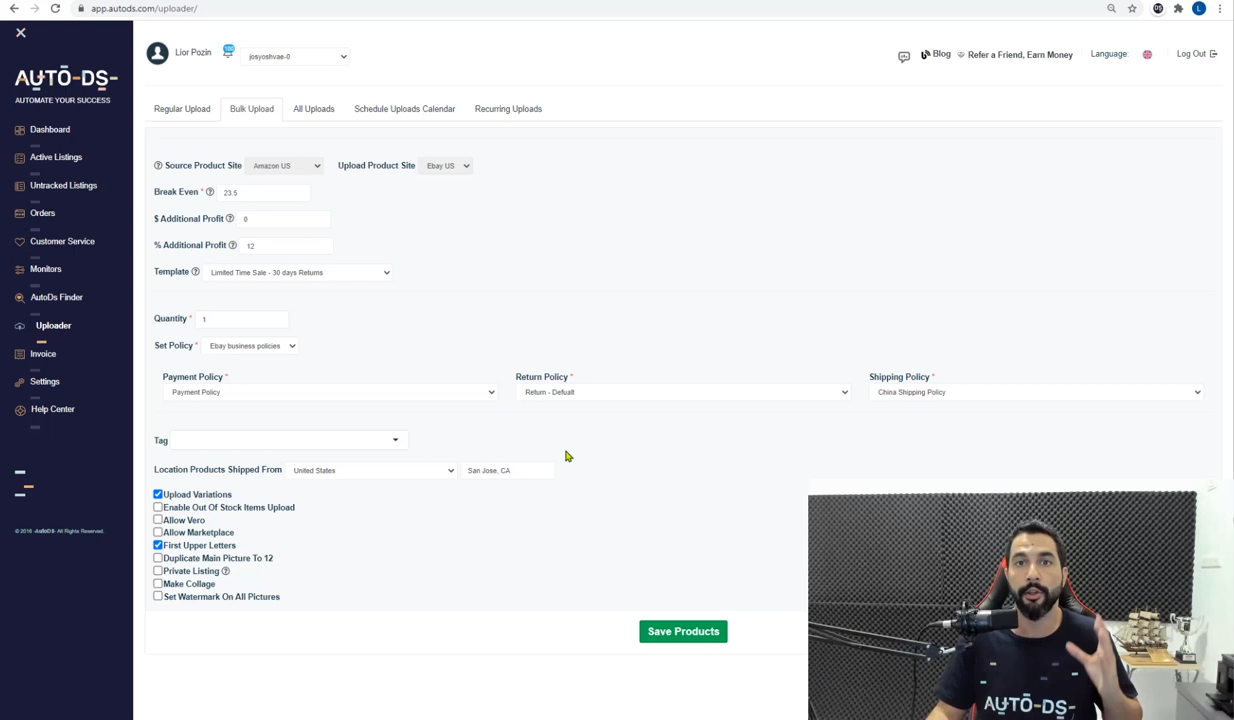 app.autods.com/uploader/
L
AUTO-DS-
AUTOMATE YOUR SUCCESS
Dashboard
Active Listings
Untracked Listings
Orders
Customer Service
Monitors
AutoDs Finder
Uploader
Invoice
Settings
Help Center
© 2016 -AutoDS- All Rights Reserved.
Lior Pozin
100
josyoshvae-0
Blog
Refer a Friend, Earn Money
Language:
Log Out
Regular Upload
Bulk Upload
All Uploads
Schedule Uploads Calendar
Recurring Uploads
Source Product Site
Amazon US
Upload Product Site
Ebay US
Break Even *
23.5
$ Additional Profit
0
% Additional Profit
12
Template
Limited Time Sale - 30 days Returns
Quantity *
1
Set Policy *
Ebay business policies
Payment Policy *
Return Policy *
Shipping Policy *
Payment Policy
Return - Defualt
China Shipping Policy
Tag
Location Products Shipped From
United States
San Jose, CA
Upload Variations
Enable Out Of Stock Items Upload
Allow Vero
Allow Marketplace
First Upper Letters
Duplicate Main Picture To 12
Private Listing
Make Collage
Set Watermark On All Pictures
Save Products
AUTO-DS-